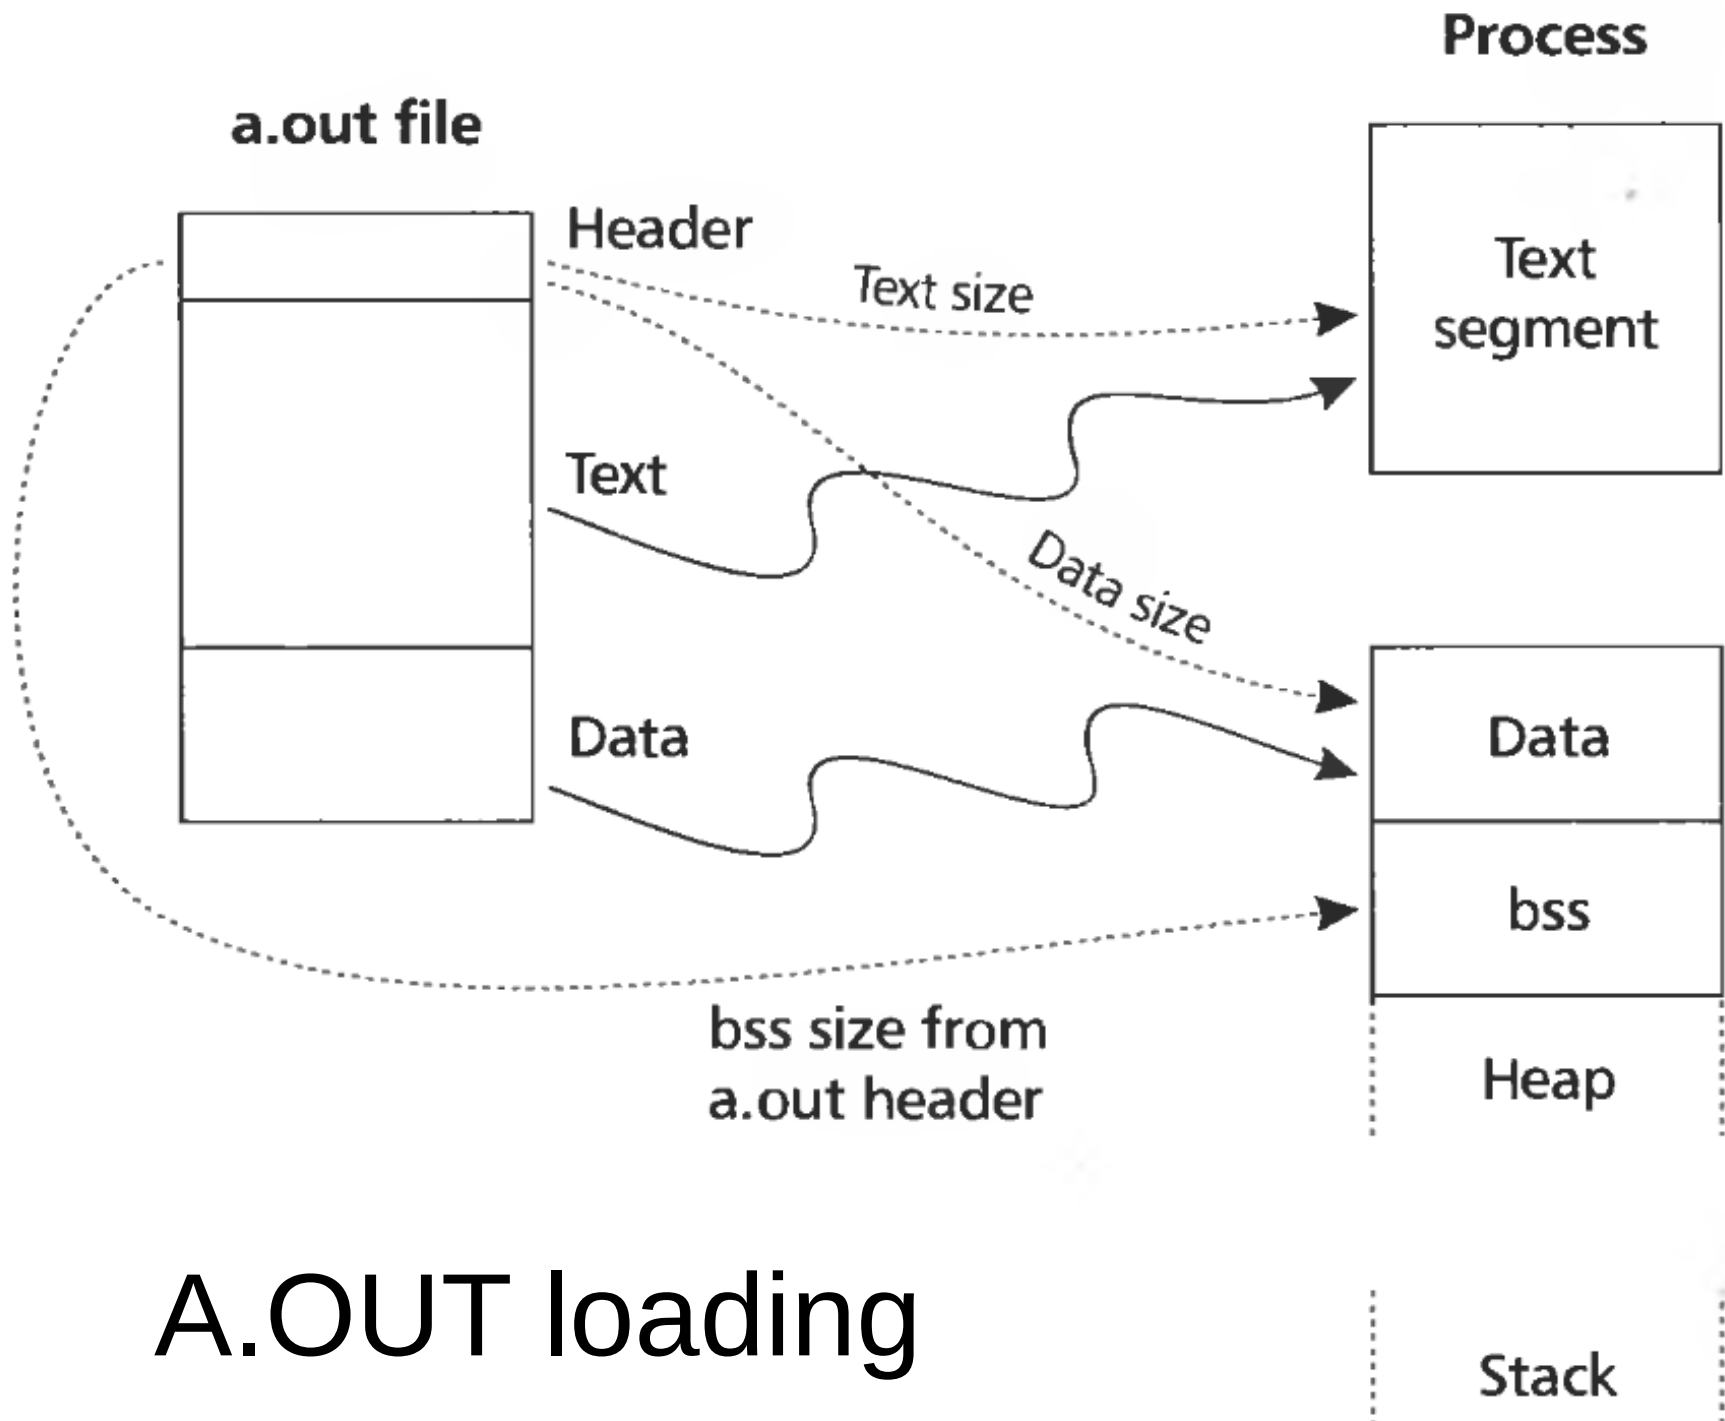 Process
a.out file
Header
Text size
Text
segment
Text
Data size
Data
Data
bss
bss size from
a.out header
Heap
A.OUT loading
Stack